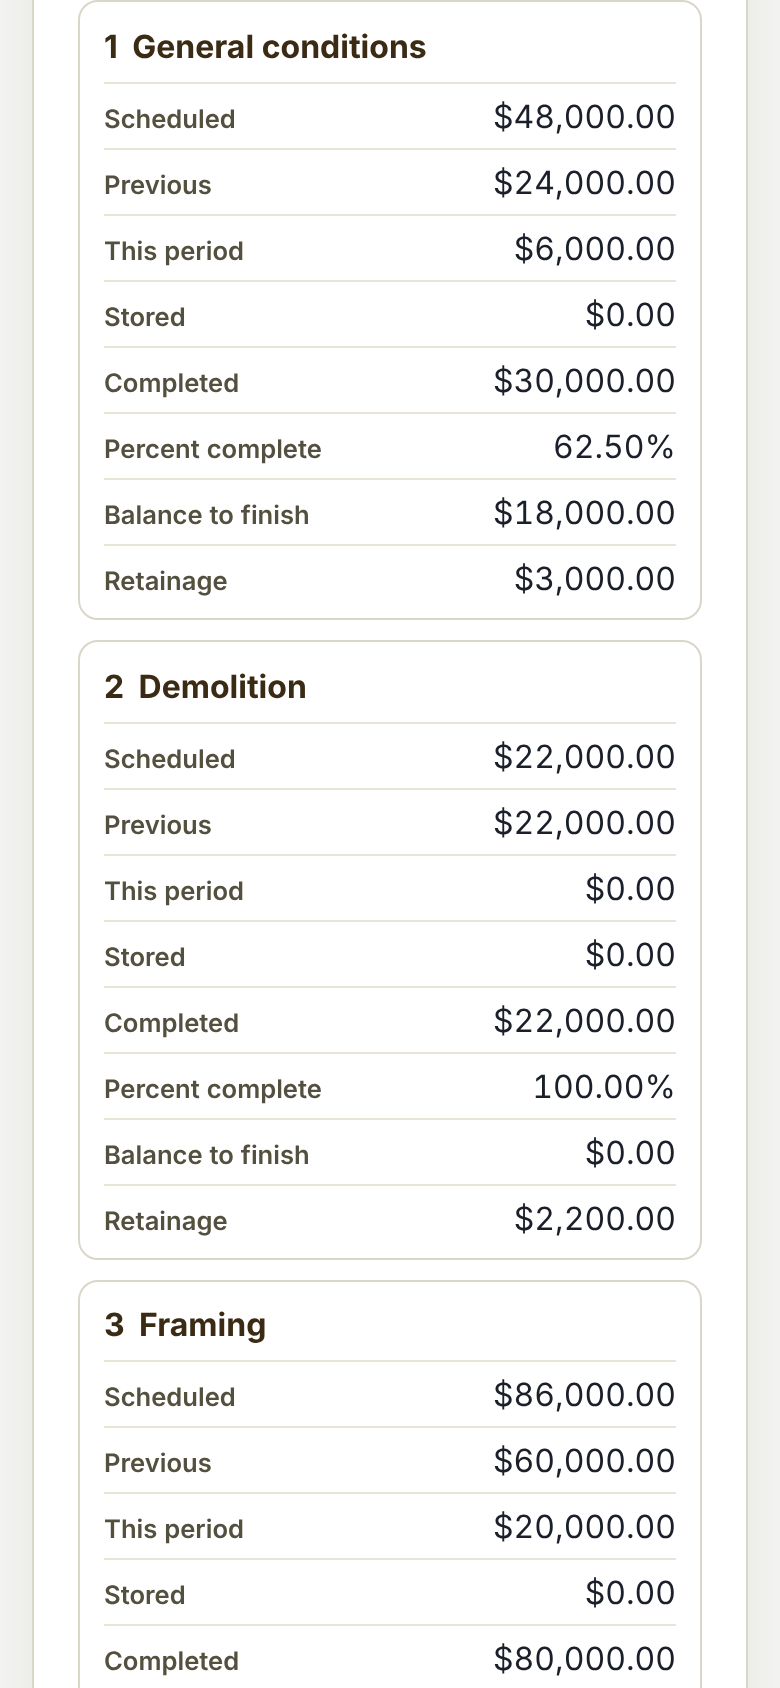 1 General conditions
Scheduled $48,000.00
Previous $24,000.00
This period $6,000.00
Stored $0.00
Completed $30,000.00
Percent complete 62.50%
Balance to finish $18,000.00
Retainage $3,000.00
2 Demolition
Scheduled $22,000.00
Previous $22,000.00
This period $0.00
Stored $0.00
Completed $22,000.00
Percent complete 100.00%
Balance to finish $0.00
Retainage $2,200.00
3 Framing
Scheduled $86,000.00
Previous $60,000.00
This period $20,000.00
Stored $0.00
Completed $80,000.00